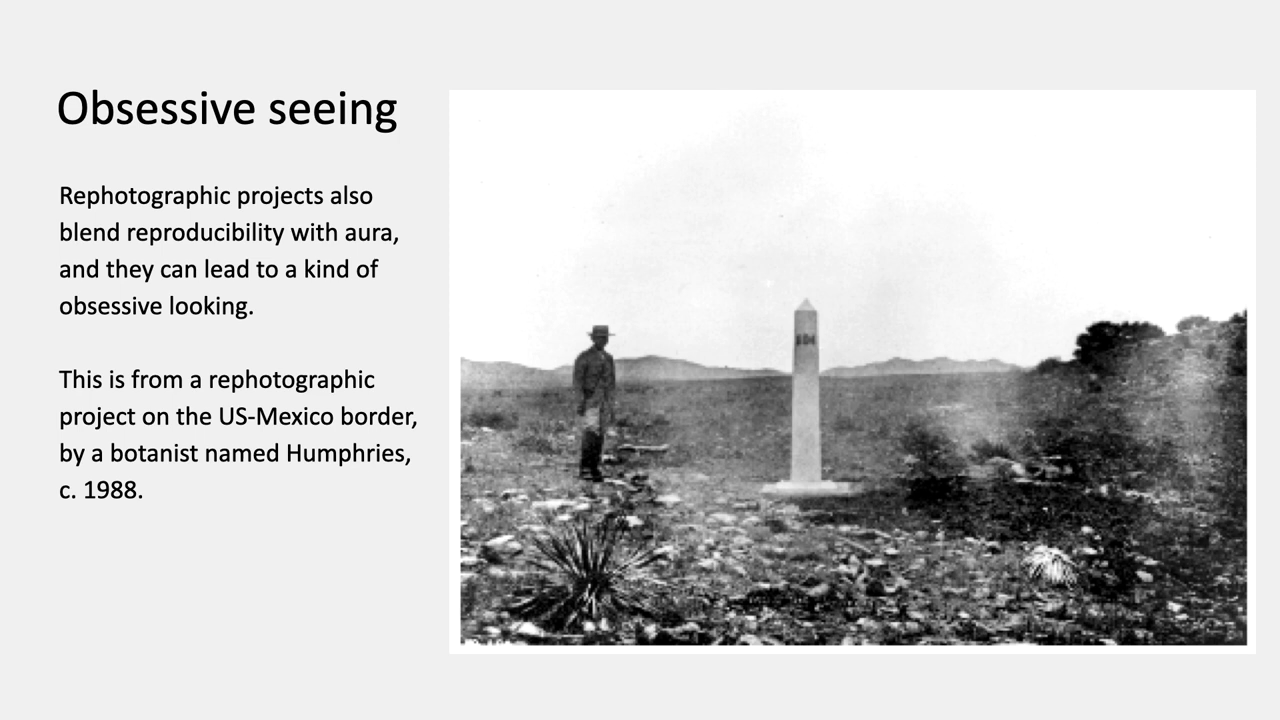 Obsessive seeing
Rephotographic projects also
blend reproducibility with aura,
and they can lead to a kind of
obsessive looking.
This is from a rephotographic
project on the US-Mexico border,
by a botanist named Humphries,
c. 1988.